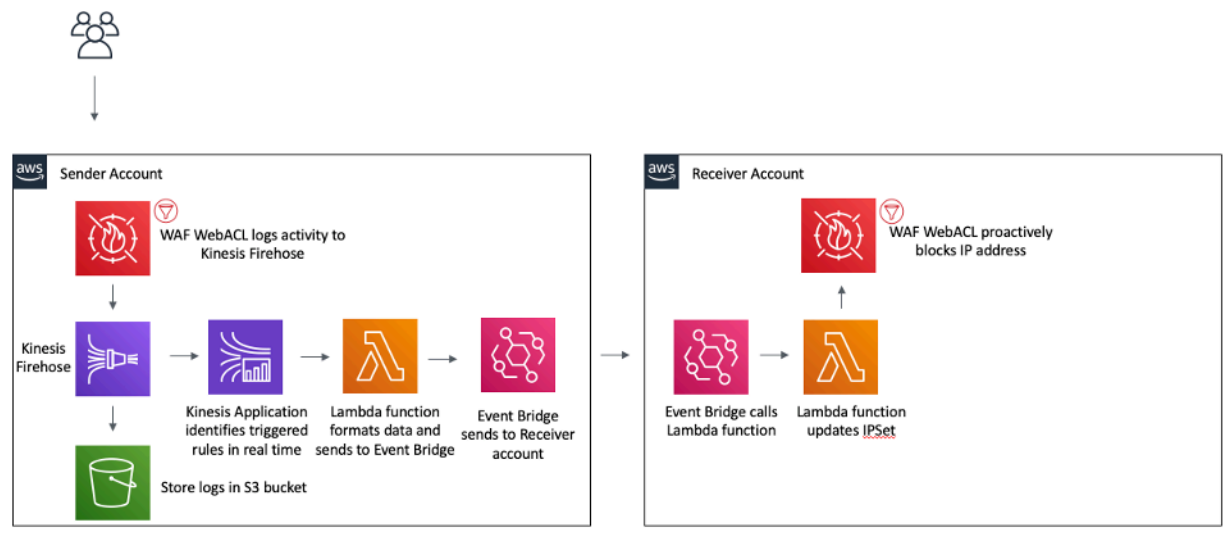 aws
Sender Account
WAF WebACL logs activity to
Kinesis Firehose
Kinesis
Firehose
Kinesis Application
identifies triggered
rules in real time
Lambda function
formats data and
sends to Event Bridge
Event Bridge
sends to Receiver
account
Store logs in S3 bucket
aws
Receiver Account
WAF WebACL proactively
blocks IP address
Event Bridge calls
Lambda function
Lambda function
updates IPSet